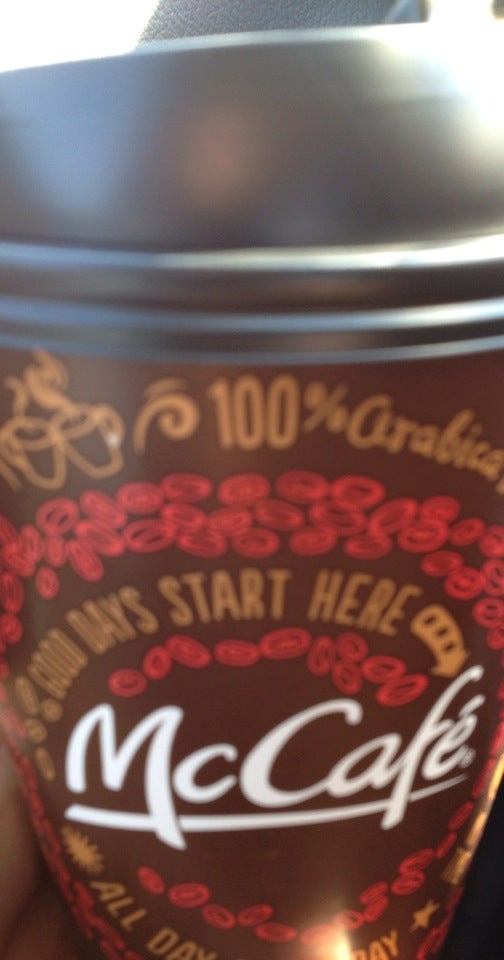 100% Arabica
GOOD DAYS START HERE
McCafé®
ALL DAY